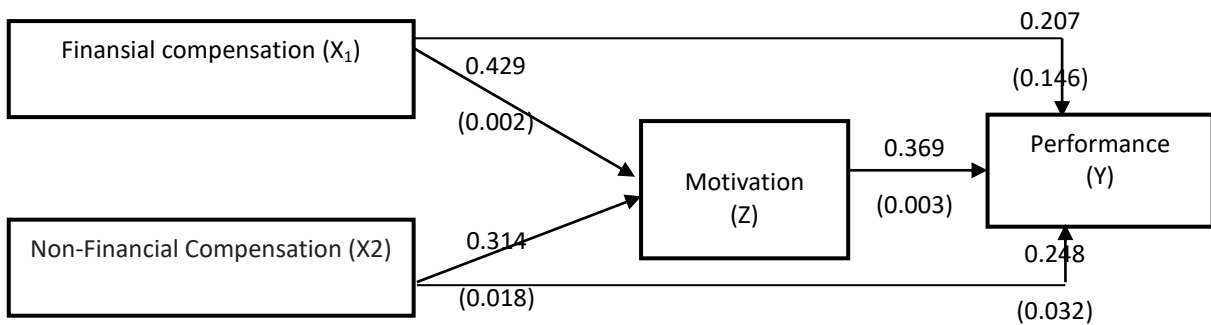 Finansial compensation (X₁)
0.207
0.429
(0.146)
(0.002)
Motivation
(Z)
0.369
(0.003)
Performance
(Y)
Non-Financial Compensation (X2)
0.314
(0.018)
0.248
(0.032)